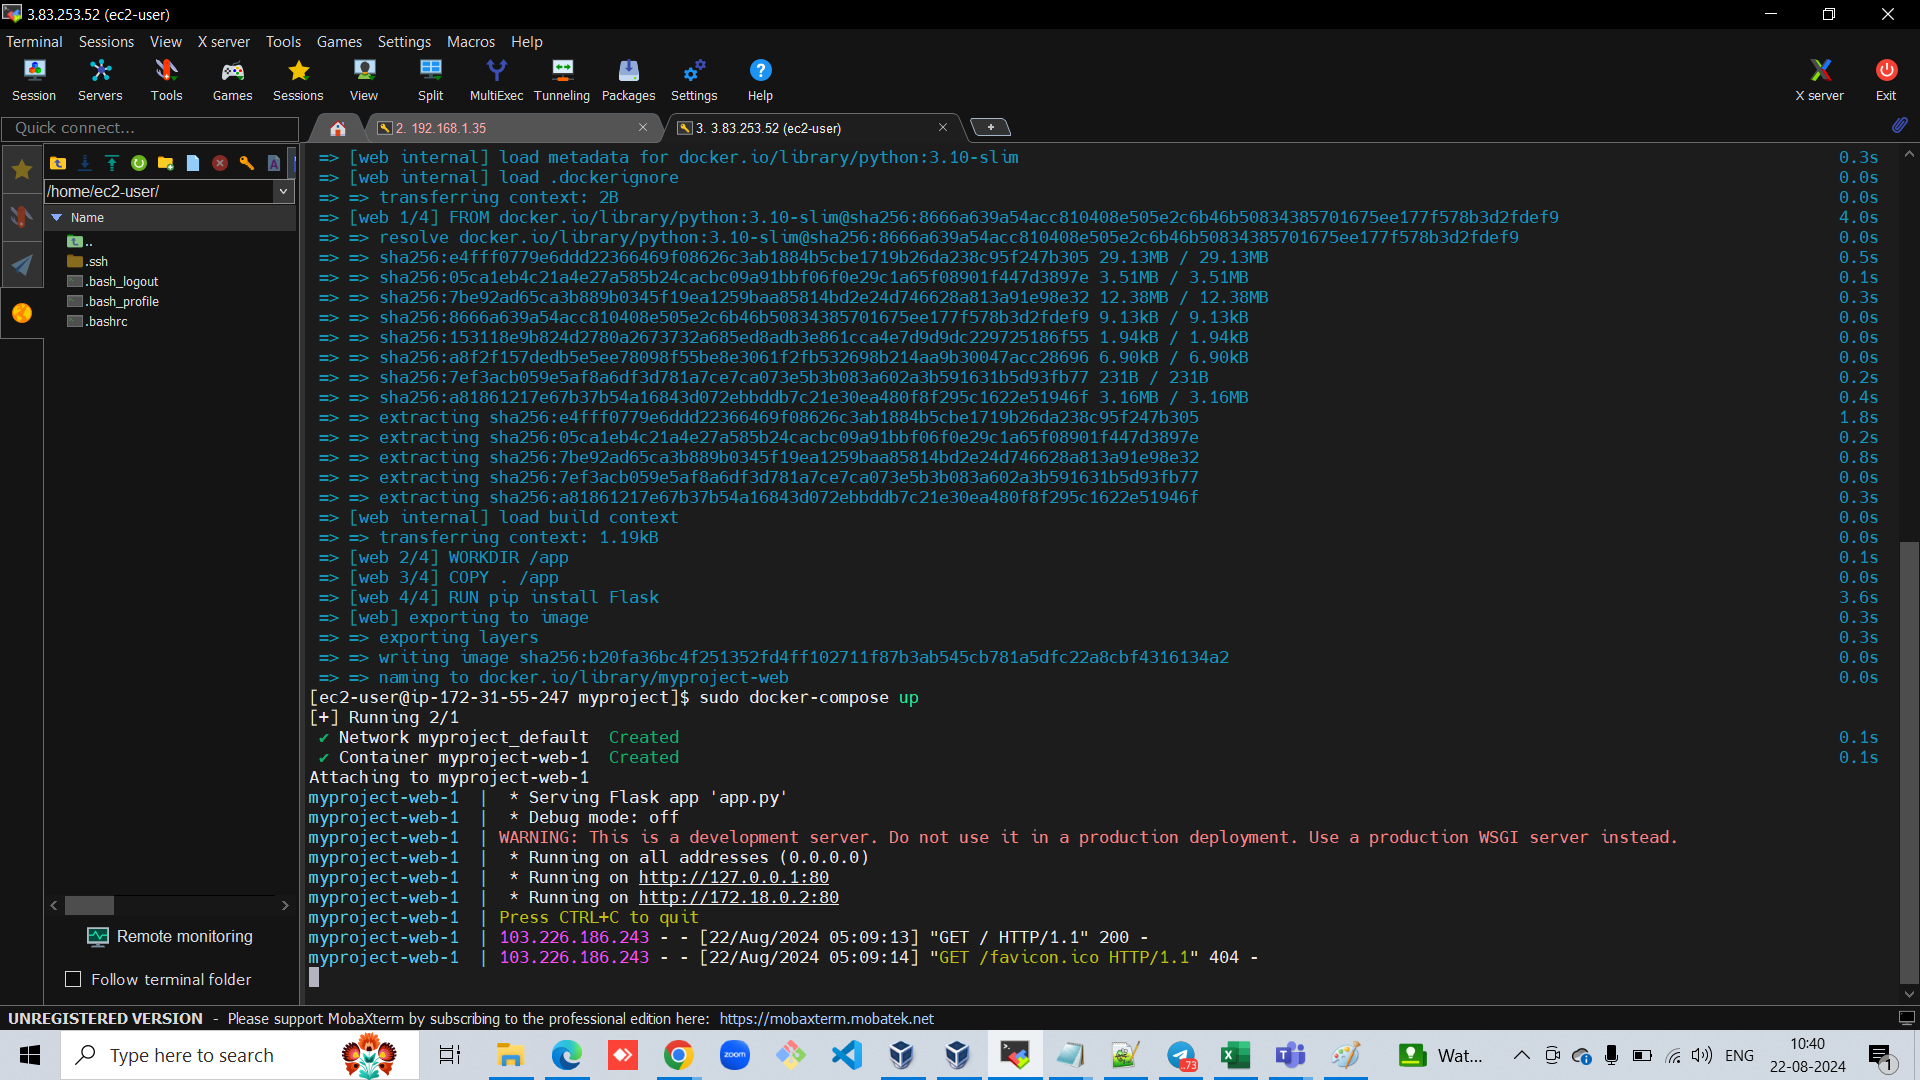 3.83.253.52 (ec2-user)
Terminal Sessions View X server Tools Games Settings Macros Help
Session Servers Tools Games Sessions View Split MultiExec Tunneling Packages Settings Help X server Exit
Quick connect...
2. 192.168.1.35
3. 3.83.253.52 (ec2-user)
/home/ec2-user/
Name
..
.ssh
.bash_logout
.bash_profile
.bashrc
=> [web internal] load metadata for docker.io/library/python:3.10-slim 0.3s
=> [web internal] load .dockerignore 0.0s
=> => transferring context: 2B 0.0s
=> [web 1/4] FROM docker.io/library/python:3.10-slim@sha256:8666a639a54acc810408e505e2c6b46b50834385701675ee177f578b3d2fdef9 4.0s
=> => resolve docker.io/library/python:3.10-slim@sha256:8666a639a54acc810408e505e2c6b46b50834385701675ee177f578b3d2fdef9 0.0s
=> => sha256:e4fff0779e6ddd22366469f08626c3ab1884b5cbe1719b26da238c95f247b305 29.13MB / 29.13MB 0.5s
=> => sha256:05ca1eb4c21a4e27a585b24cacbc09a91bbf06f0e29c1a65f08901f447d3897e 3.51MB / 3.51MB 0.1s
=> => sha256:7be92ad65ca3b889b0345f19ea1259baa85814bd2e24d746628a813a91e98e32 12.38MB / 12.38MB 0.3s
=> => sha256:8666a639a54acc810408e505e2c6b46b50834385701675ee177f578b3d2fdef9 9.13kB / 9.13kB 0.0s
=> => sha256:153118e9b824d2780a2673732a685ed8adb3e861cca4e7d9d9dc229725186f55 1.94kB / 1.94kB 0.0s
=> => sha256:a8f2f157dedb5e5ee78098f55be8e3061f2fb532698b214aa9b30047acc28696 6.90kB / 6.90kB 0.0s
=> => sha256:7ef3acb059e5af8a6df3d781a7ce7ca073e5b3b083a602a3b591631b5d93fb77 231B / 231B 0.2s
=> => sha256:a81861217e67b37b54a16843d072ebbddb7c21e30ea480f8f295c1622e51946f 3.16MB / 3.16MB 0.4s
=> => extracting sha256:e4fff0779e6ddd22366469f08626c3ab1884b5cbe1719b26da238c95f247b305 1.8s
=> => extracting sha256:05ca1eb4c21a4e27a585b24cacbc09a91bbf06f0e29c1a65f08901f447d3897e 0.2s
=> => extracting sha256:7be92ad65ca3b889b0345f19ea1259baa85814bd2e24d746628a813a91e98e32 0.8s
=> => extracting sha256:7ef3acb059e5af8a6df3d781a7ce7ca073e5b3b083a602a3b591631b5d93fb77 0.0s
=> => extracting sha256:a81861217e67b37b54a16843d072ebbddb7c21e30ea480f8f295c1622e51946f 0.3s
=> [web internal] load build context 0.0s
=> => transferring context: 1.19kB 0.0s
=> [web 2/4] WORKDIR /app 0.1s
=> [web 3/4] COPY . /app 0.0s
=> [web 4/4] RUN pip install Flask 3.6s
=> [web] exporting to image 0.3s
=> => exporting layers 0.3s
=> => writing image sha256:b20fa36bc4f251352fd4ff102711f87b3ab545cb781a5dfc22a8cbf4316134a2 0.0s
=> => naming to docker.io/library/myproject-web 0.0s
[ec2-user@ip-172-31-55-247 myproject]$ sudo docker-compose up
[+] Running 2/1
✔ Network myproject_default Created 0.1s
✔ Container myproject-web-1 Created 0.1s
Attaching to myproject-web-1
myproject-web-1 | * Serving Flask app 'app.py'
myproject-web-1 | * Debug mode: off
myproject-web-1 | WARNING: This is a development server. Do not use it in a production deployment. Use a production WSGI server instead.
myproject-web-1 | * Running on all addresses (0.0.0.0)
myproject-web-1 | * Running on http://127.0.0.1:80
myproject-web-1 | * Running on http://172.18.0.2:80
myproject-web-1 | Press CTRL+C to quit
myproject-web-1 | 103.226.186.243 - - [22/Aug/2024 05:09:13] "GET / HTTP/1.1" 200 -
myproject-web-1 | 103.226.186.243 - - [22/Aug/2024 05:09:14] "GET /favicon.ico HTTP/1.1" 404 -
Remote monitoring
Follow terminal folder
UNREGISTERED VERSION - Please support MobaXterm by subscribing to the professional edition here: https://mobaxterm.mobatek.net
Type here to search
zoom
..73
Wat...
ENG
10:40
22-08-2024
1